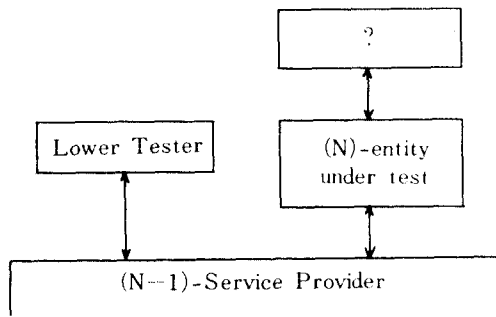 ?
Lower Tester
(N)-entity
under test
(N--1)-Service Provider